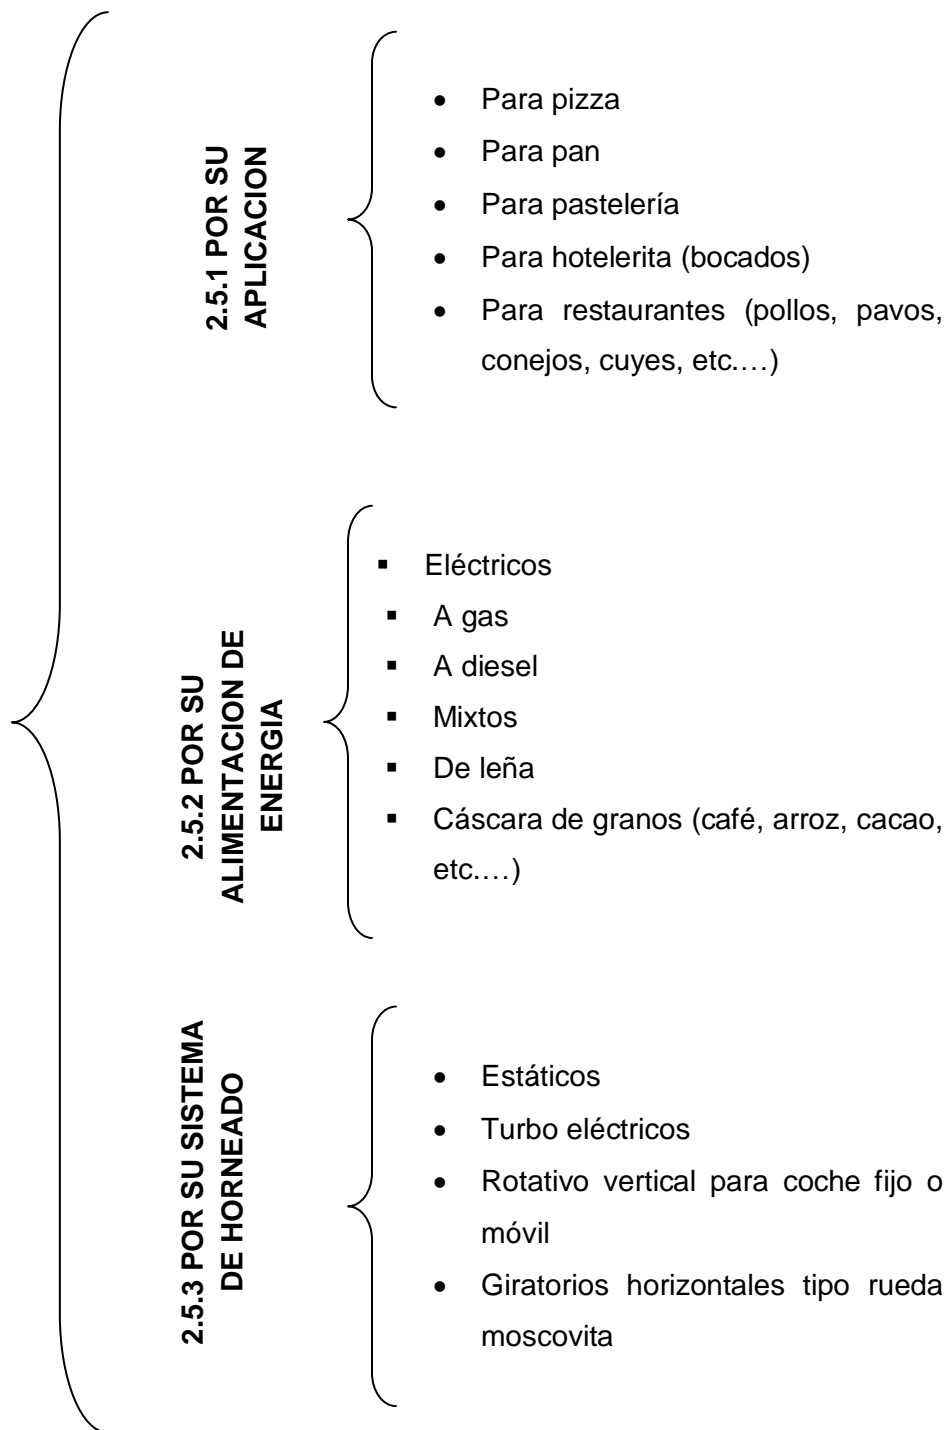 2.5.1 POR SU
APLICACION
• Para pizza
• Para pan
• Para pastelería
• Para hotelerita (bocados)
• Para restaurantes (pollos, pavos,
conejos, cuyes, etc.…)
2.5.2 POR SU
ALIMENTACION DE
ENERGIA
▪ Eléctricos
▪ A gas
▪ A diesel
▪ Mixtos
▪ De leña
▪ Cáscara de granos (café, arroz, cacao,
etc.…)
2.5.3 POR SU SISTEMA
DE HORNEADO
• Estáticos
• Turbo eléctricos
• Rotativo vertical para coche fijo o
móvil
• Giratorios horizontales tipo rueda
moscovita